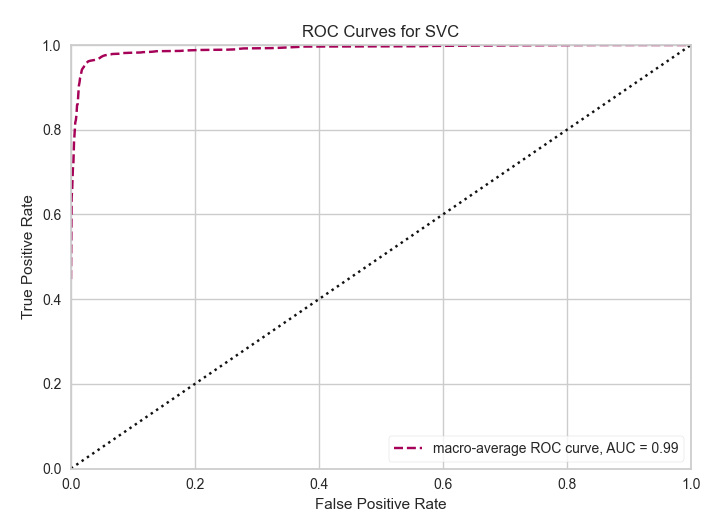 ROC Curves for SVC
1.0
0.8
0.6
0.4
0.2
0.0
True Positive Rate
0.0 0.2 0.4 0.6 0.8 1.0
False Positive Rate
macro-average ROC curve, AUC = 0.99